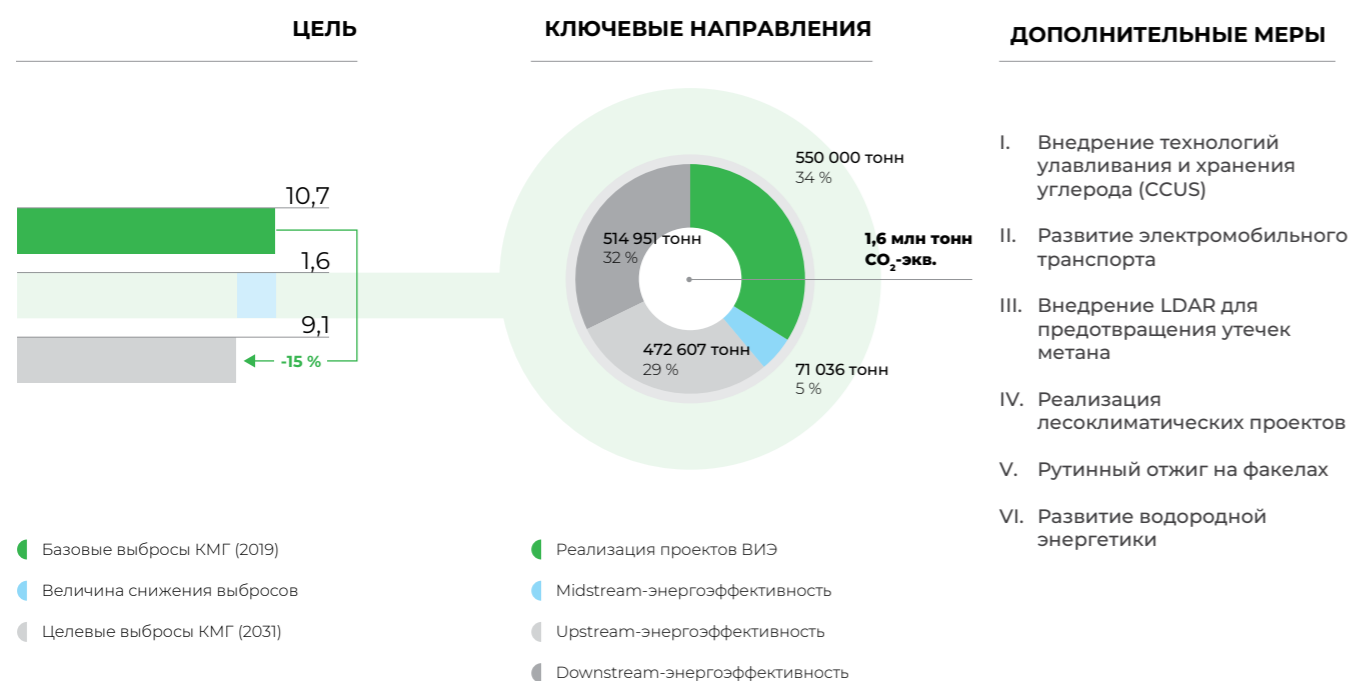 ЦЕЛЬ
10,7
1,6
9,1
-15 %
Базовые выбросы КМГ (2019)
Величина снижения выбросов
Целевые выбросы КМГ (2031)
КЛЮЧЕВЫЕ НАПРАВЛЕНИЯ
550 000 тонн
34 %
514 951 тонн
32 %
1,6 млн тонн
CO2-экв.
472 607 тонн
29 %
71 036 тонн
5 %
Реализация проектов ВИЭ
Midstream-энергоэффективность
Upstream-энергоэффективность
Downstream-энергоэффективность
ДОПОЛНИТЕЛЬНЫЕ МЕРЫ
I. Внедрение технологий
улавливания и хранения
углерода (CCUS)
II. Развитие электромобильного
транспорта
III. Внедрение LDAR для
предотвращения утечек
метана
IV. Реализация
лесоклиматических проектов
V. Рутинный отжиг на факелах
VI. Развитие водородной
энергетики